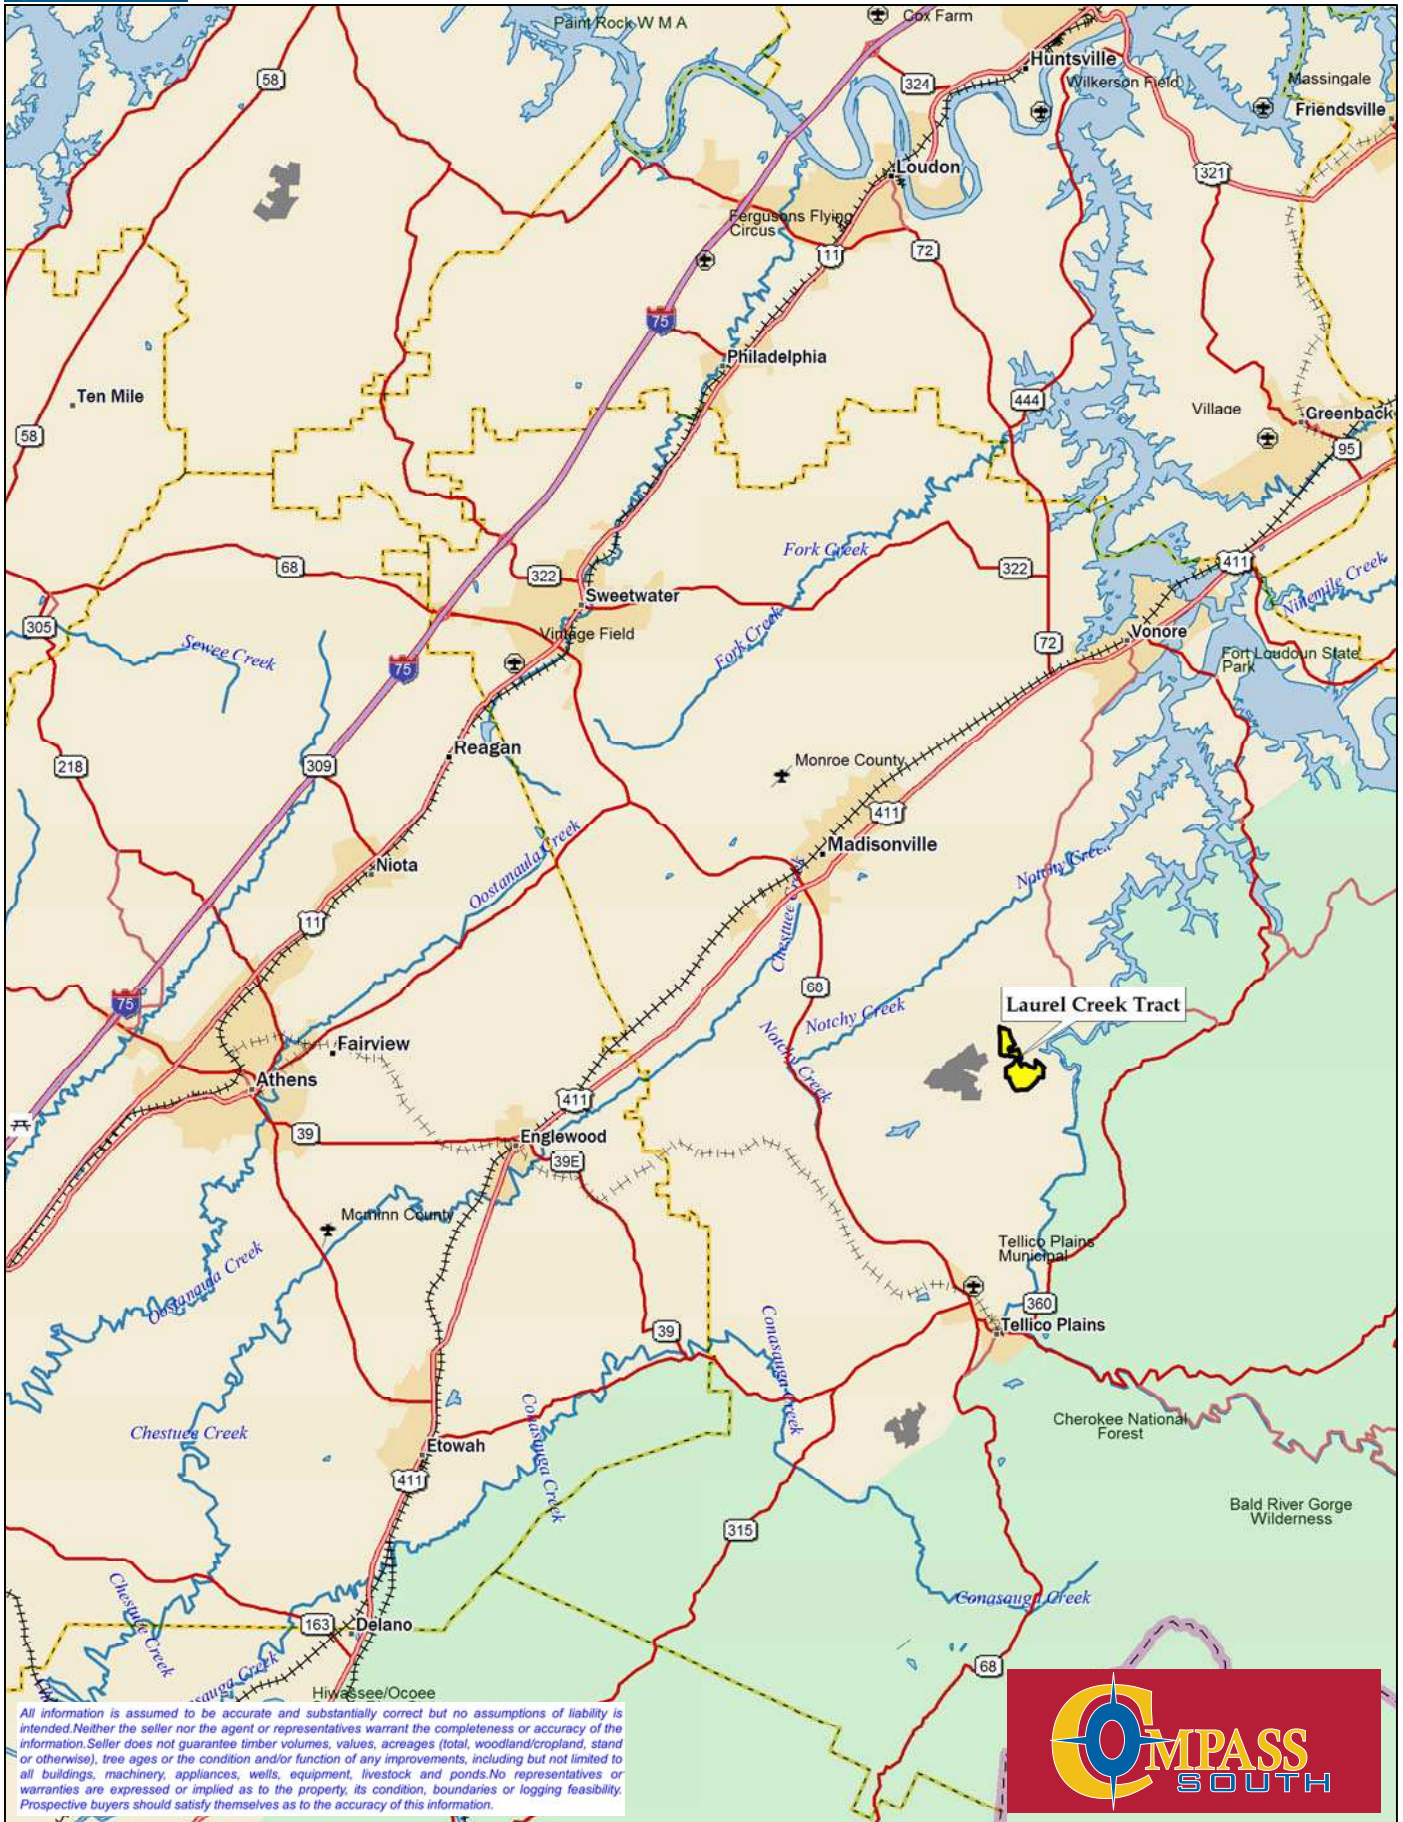 Paint Rock W M A
Cox Farm
Huntsville
58
324
Wilkerson Field
Massingale
Friendsville
Loudon
321
Fergusons Flying
Circus
11
72
75
Philadelphia
Ten Mile
444
Village
Greenback
58
95
Fork Creek
68
322
322
411
Sweetwater
Ninemile Creek
305
Vintage Field
Fork Creek
Vonore
Sewee Creek
72
75
Fort Loudoun State
Park
Reagan
218
309
Monroe County
411
Madisonville
Niota
Oostanaula Creek
Notchy Creek
11
Chestuee Creek
68
75
Laurel Creek Tract
Notchy Creek
Fairview
Notchy Creek
Athens
411
39
Englewood
39E
Mcminn County
Tellico Plains
Municipal
Oostanaula Creek
360
39
Conasauga Creek
Tellico Plains
Conasauga Creek
Cherokee National
Forest
Chestuee Creek
Etowah
411
Bald River Gorge
Wilderness
315
Chestuee Creek
Conasauga Creek
163
Delano
68
Hiwassee/Ocoee
All information is assumed to be accurate and substantially correct but no assumptions of liability is
intended.Neither the seller nor the agent or representatives warrant the completeness or accuracy of the
information.Seller does not guarantee timber volumes, values, acreages (total, woodland/cropland, stand
or otherwise), tree ages or the condition and/or function of any improvements, including but not limited to
all buildings, machinery, appliances, wells, equipment, livestock and ponds.No representatives or
warranties are expressed or implied as to the property, its condition, boundaries or logging feasibility.
Prospective buyers should satisfy themselves as to the accuracy of this information.
COMPASS
SOUTH